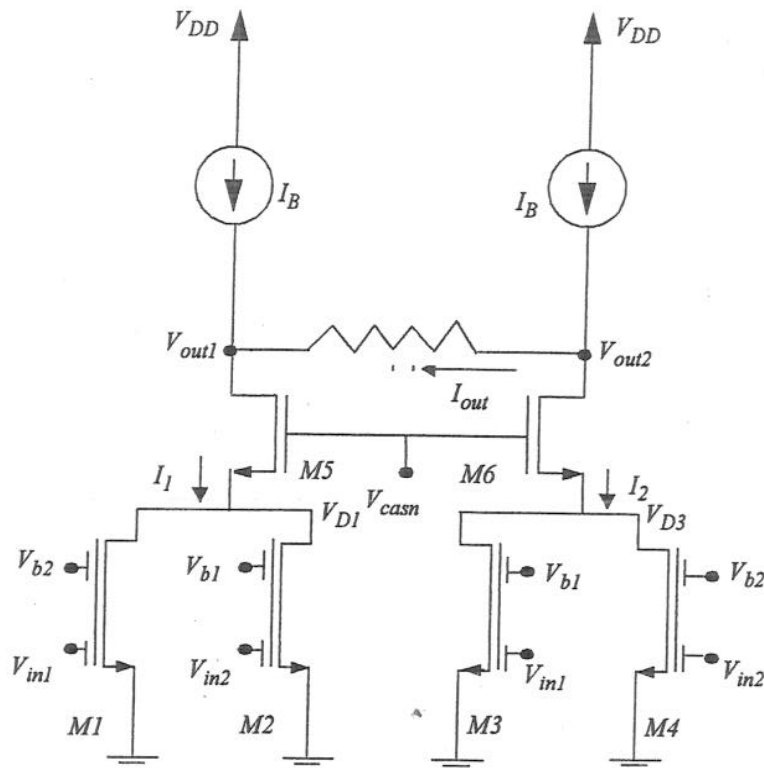 V_DD
V_DD
I_B
I_B
V_out1
V_out2
I_out
I_1
M5
M6
I_2
V_D1
V_casn
V_D3
V_b2
V_b1
V_b1
V_b2
V_in1
V_in2
V_in1
V_in2
M1
M2
M3
M4